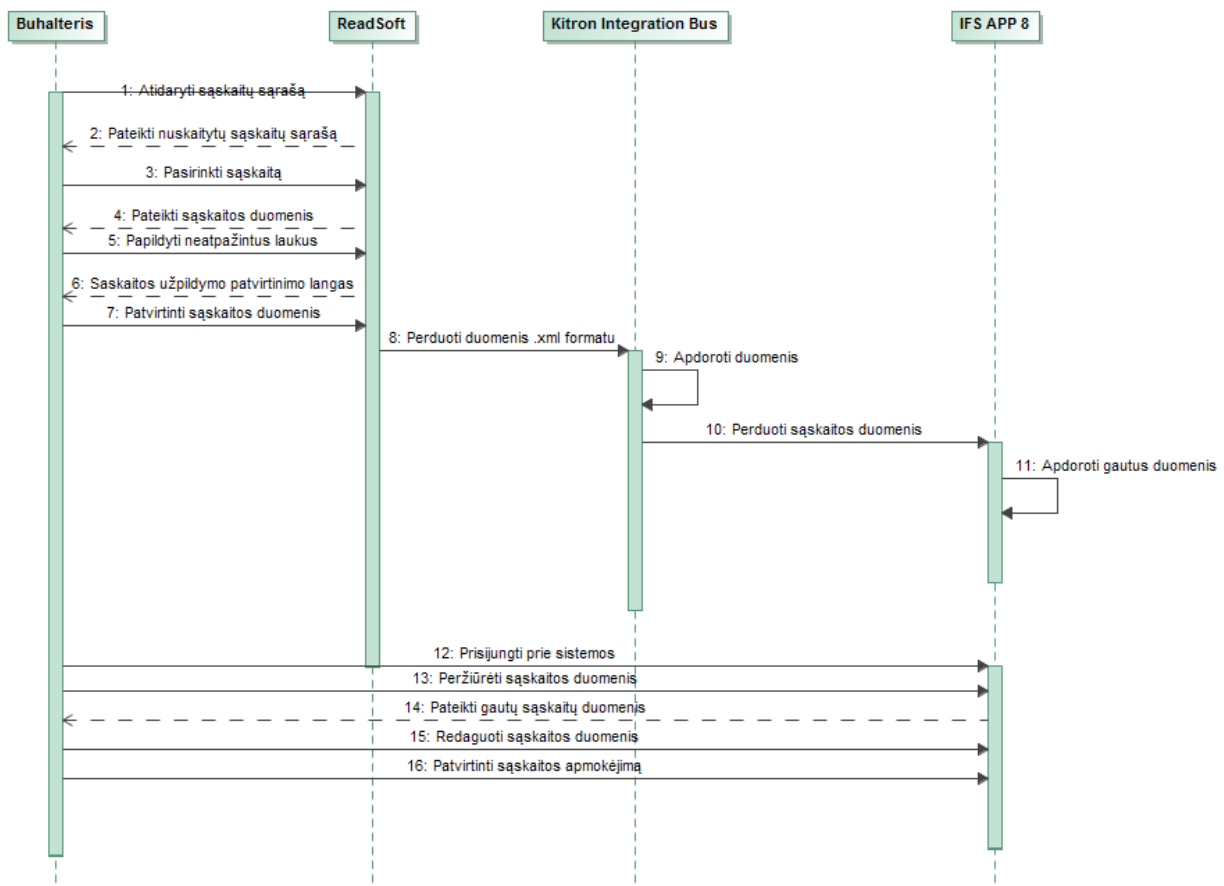 Buhalteris
ReadSoft
Kitron Integration Bus
IFS APP 8
1: Atidaryti sąskaitų sąrašą
2: Pateikti nuskaitytų sąskaitų sąrašą
3: Pasirinkti sąskaitą
4: Pateikti sąskaitos duomenis
5: Papildyti neatpažintus laukus
6: Saskaitos užpildymo patvirtinimo langas
7: Patvirtinti sąskaitos duomenis
8: Perduoti duomenis .xml formatu
9: Apdoroti duomenis
10: Perduoti sąskaitos duomenis
11: Apdoroti gautus duomenis
12: Prisijungti prie sistemos
13: Peržiūrėti sąskaitos duomenis
14: Pateikti gautų sąskaitų duomenis
15: Redaguoti sąskaitos duomenis
16: Patvirtinti sąskaitos apmokėjimą